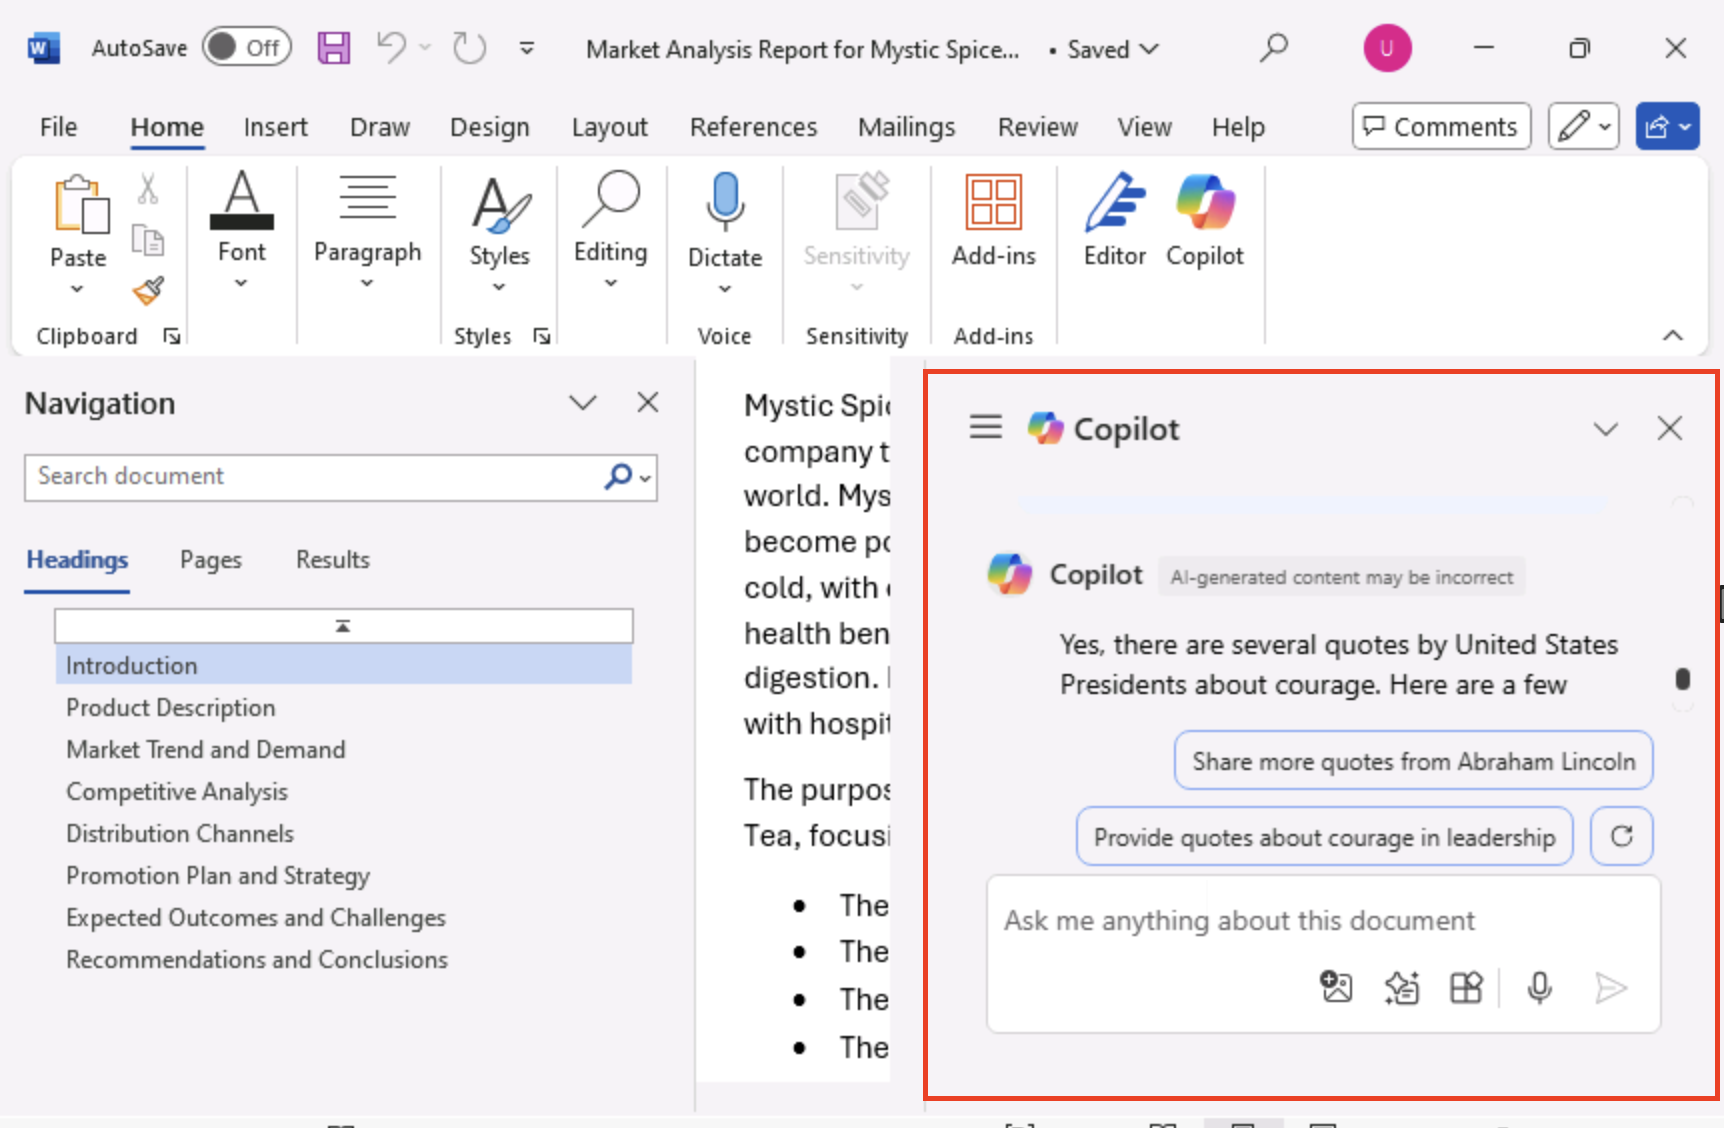 W
AutoSave Off Market Analysis Report for Mystic Spice... • Saved U
File Home Insert Draw Design Layout References Mailings Review View Help Comments
Paste
Font
Paragraph
Styles
Editing
Dictate
Sensitivity
Add-ins
Editor
Copilot
Clipboard
Styles
Voice
Sensitivity
Add-ins
Navigation
Search document
Headings Pages Results
Introduction
Product Description
Market Trend and Demand
Competitive Analysis
Distribution Channels
Promotion Plan and Strategy
Expected Outcomes and Challenges
Recommendations and Conclusions
Mystic
company
world.
become
cold, with
health
digestion.
with
The
Tea,
• The
• The
• The
• The
Copilot
Copilot AI-generated content may be incorrect
Yes, there are several quotes by United States
Presidents about courage. Here are a few
Share more quotes from Abraham Lincoln
Provide quotes about courage in leadership
Ask me anything about this document